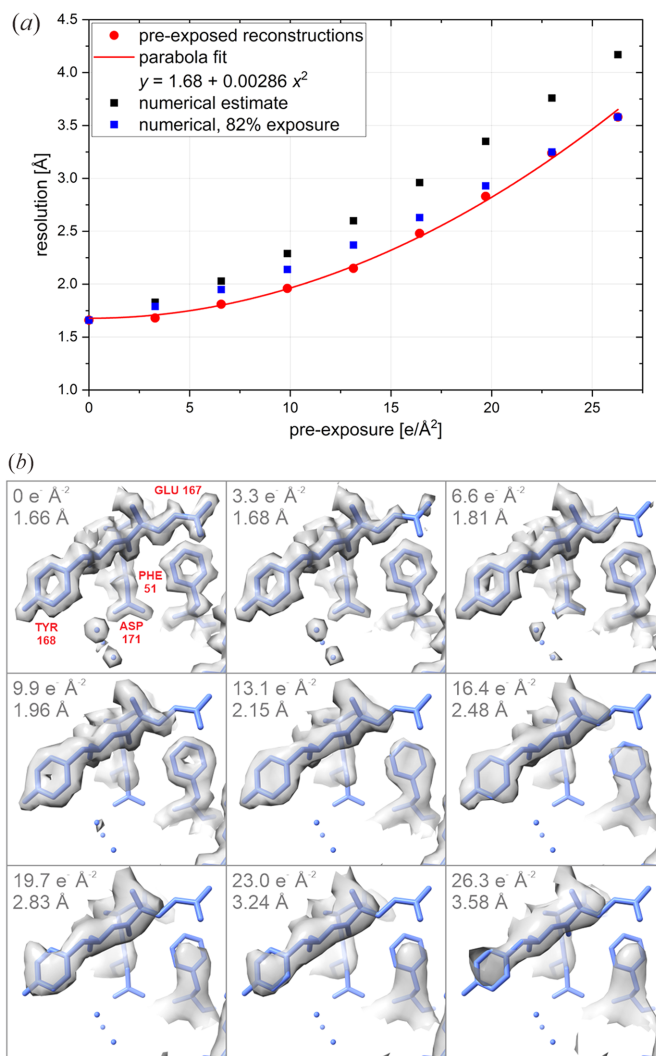 (a)
pre-exposed reconstructions
parabola fit
y = 1.68 + 0.00286 x²
numerical estimate
numerical, 82% exposure
5.0
4.5
4.0
3.5
3.0
2.5
2.0
1.5
1.0
resolution [Å]
0 5 10 15 20 25
pre-exposure [e/Å²]
(b)
0 e⁻ Å⁻²
1.66 Å
GLU 167
PHE
51
TYR
168
ASP
171
3.3 e⁻ Å⁻²
1.68 Å
6.6 e⁻ Å⁻²
1.81 Å
9.9 e⁻ Å⁻²
1.96 Å
13.1 e⁻ Å⁻²
2.15 Å
16.4 e⁻ Å⁻²
2.48 Å
19.7 e⁻ Å⁻²
2.83 Å
23.0 e⁻ Å⁻²
3.24 Å
26.3 e⁻ Å⁻²
3.58 Å